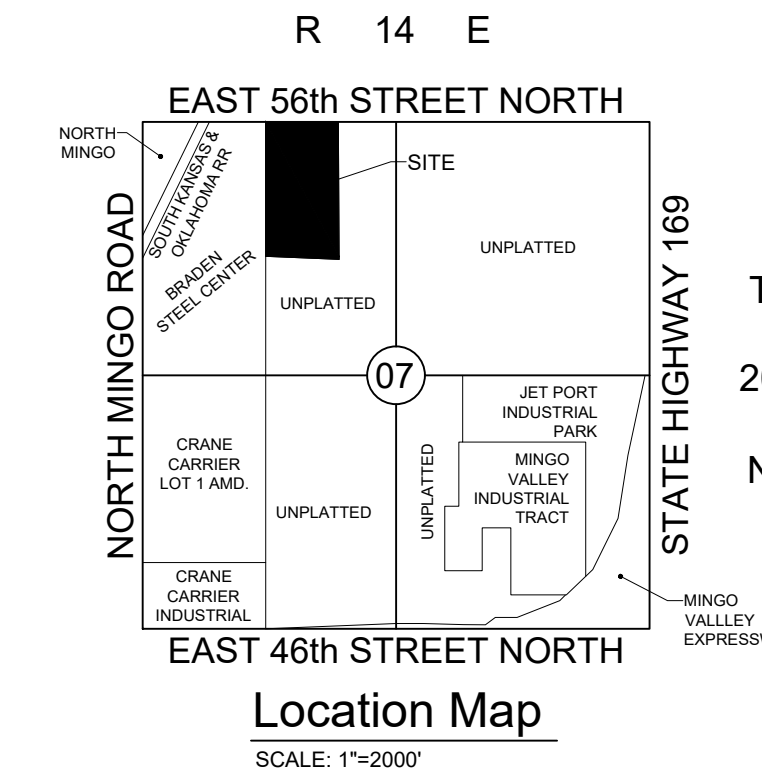 R 14 E
EAST 56th STREET NORTH
NORTH
MINGO
SOUTH KANSAS &
OKLAHOMA RR
SITE
BRADEN
STEEL CENTER
UNPLATTED
UNPLATTED
NORTH MINGO ROAD
STATE HIGHWAY 169
T
2
N
07
CRANE
CARRIER
LOT 1 AMD.
UNPLATTED
UNPLATTED
JET PORT
INDUSTRIAL
PARK
MINGO
VALLEY
INDUSTRIAL
TRACT
CRANE
CARRIER
INDUSTRIAL
MINGO
VALLLEY
EXPRESSW
EAST 46th STREET NORTH
Location Map
SCALE: 1"=2000'